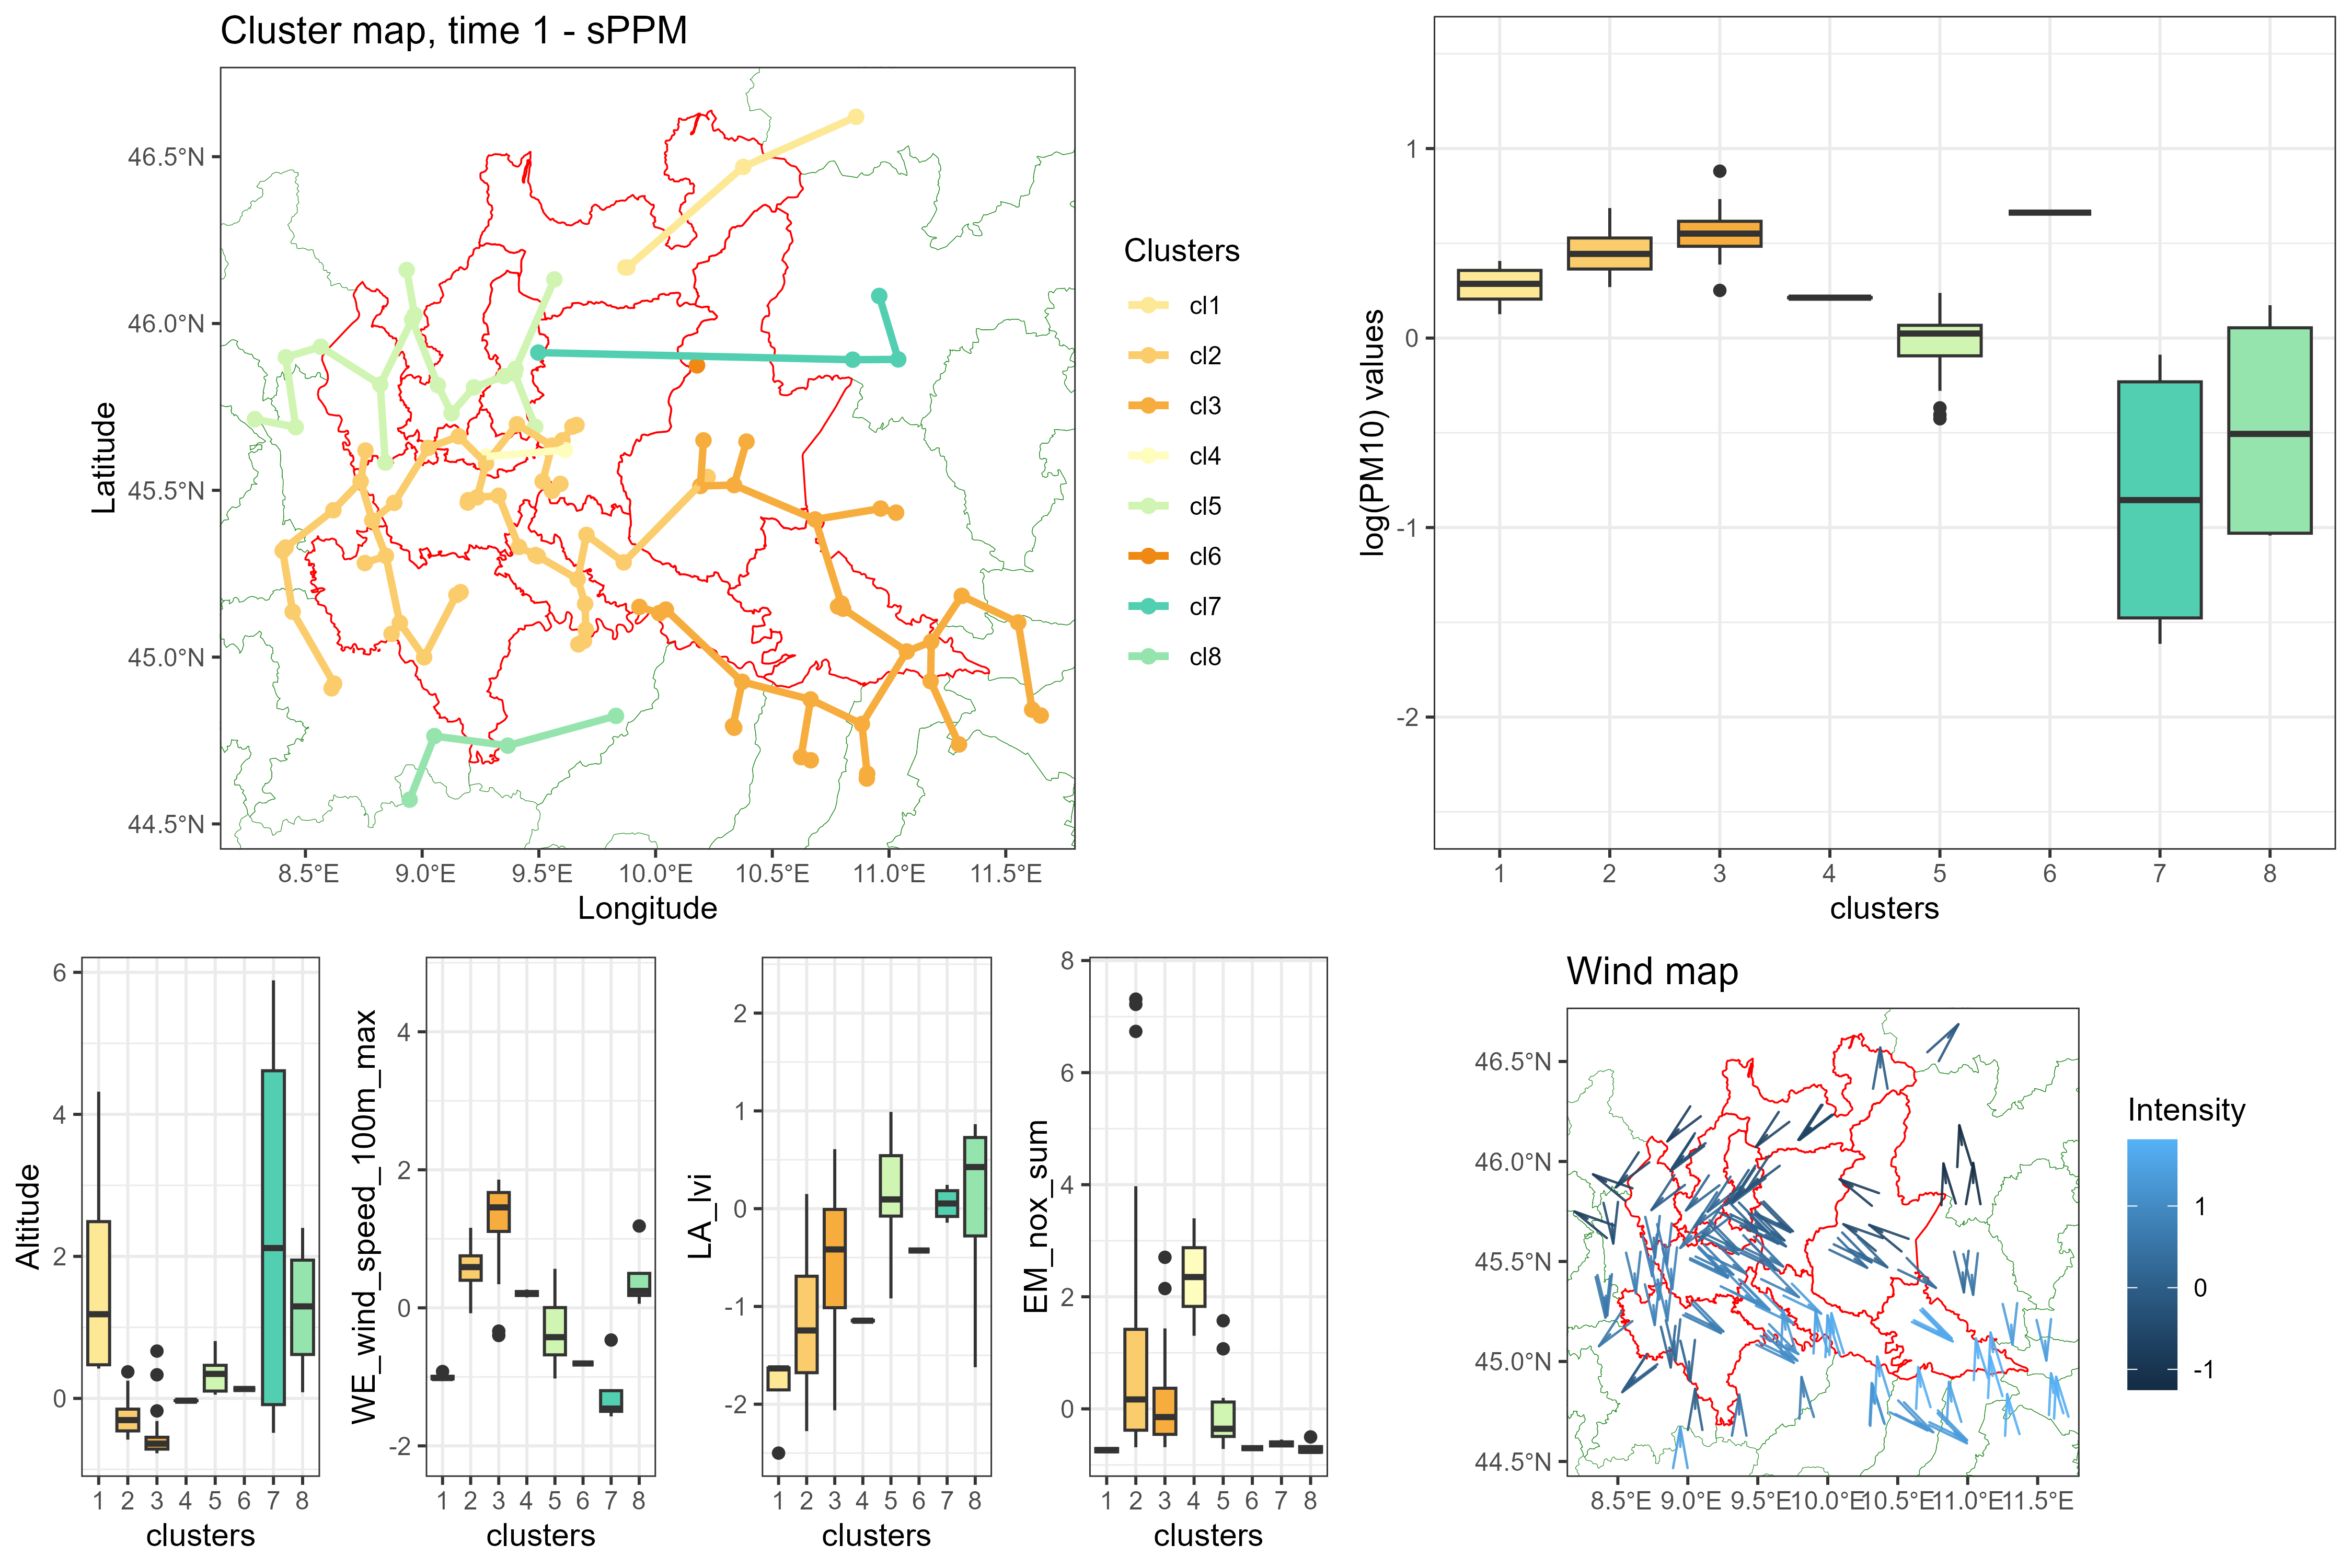 Cluster map, time 1 - sPPM
46.5°N
46.0°N
45.5°N
45.0°N
44.5°N
Latitude
8.5°E 9.0°E 9.5°E 10.0°E 10.5°E 11.0°E 11.5°E
Longitude
Clusters
cl1
cl2
cl3
cl4
cl5
cl6
cl7
cl8
log(PM10) values
1
0
-1
-2
1 2 3 4 5 6 7 8
clusters
Altitude
6
4
2
0
1 2 3 4 5 6 7 8
clusters
WE_wind_speed_100m_max
4
2
0
-2
1 2 3 4 5 6 7 8
clusters
LA_lvi
2
1
0
-1
-2
1 2 3 4 5 6 7 8
clusters
EM_nox_sum
8
6
4
2
0
1 2 3 4 5 6 7 8
clusters
Wind map
46.5°N
46.0°N
45.5°N
45.0°N
44.5°N
8.5°E 9.0°E 9.5°E 10.0°E 10.5°E 11.0°E 11.5°E
Intensity
1
0
-1